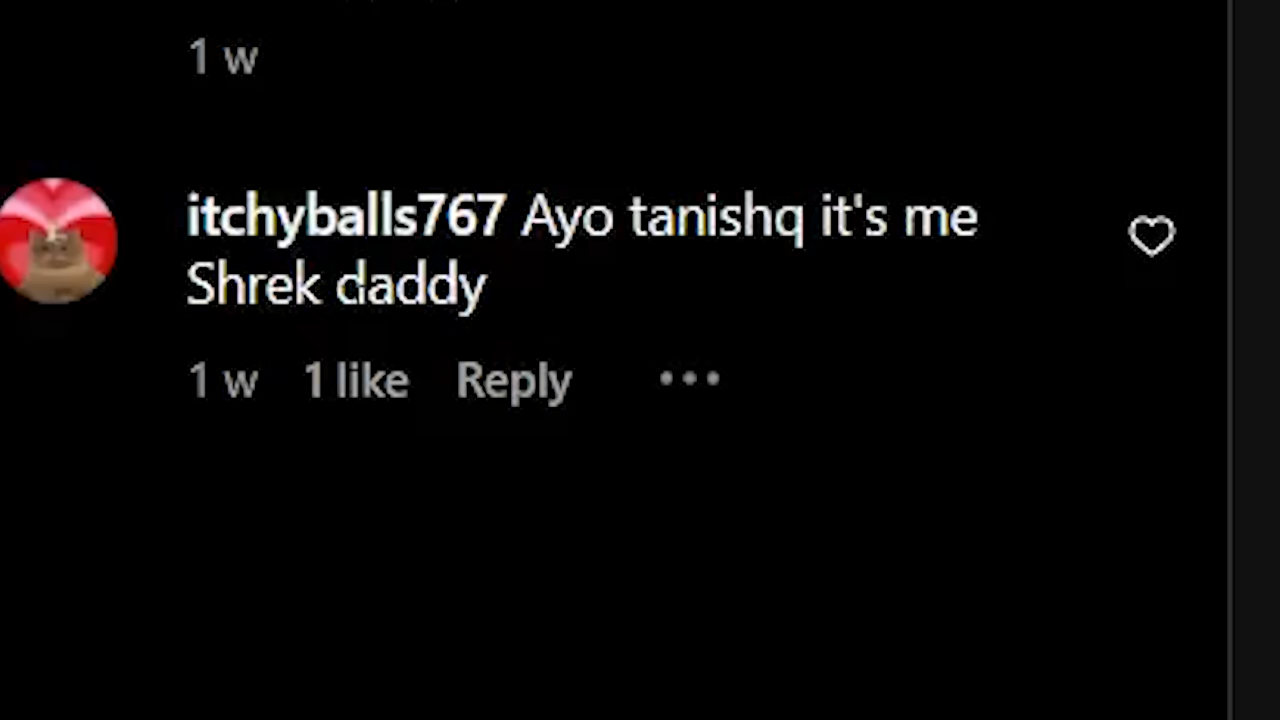 1 w
itchyballs767 Ayo tanishq it's me
Shrek daddy
1 w 1 like Reply •••